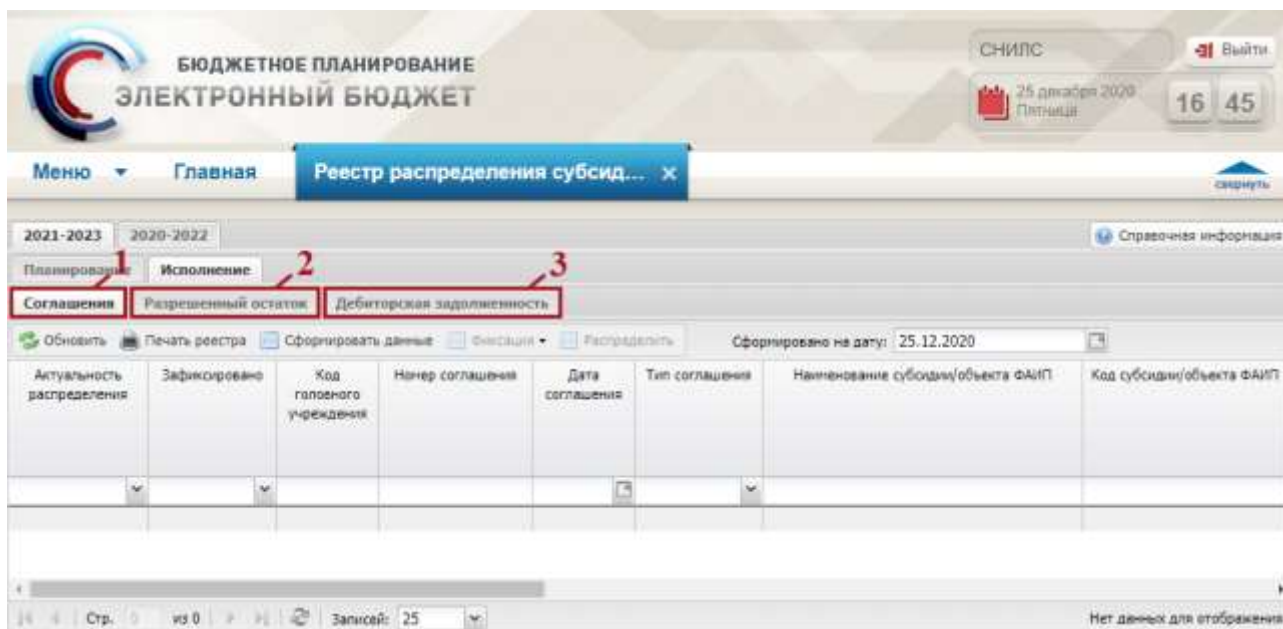 БЮДЖЕТНОЕ ПЛАНИРОВАНИЕ
ЭЛЕКТРОННЫЙ БЮДЖЕТ
СНИЛС
Выйти
25 декабря 2020
Пятница
16 45
Меню Главная Реестр распределения субсид... ×
свернуть
2021-2023 2020-2022 Справочная информация
Планирование Исполнение
1 2 3
Соглашения Разрешенный остаток Дебиторская задолженность
Обновить Печать реестра Сформировать данные Фиксация Распределить Сформировано на дату: 25.12.2020
Актуальность распределения Зафиксировано Код головного учреждения Номер соглашения Дата соглашения Тип соглашения Наименование субсидии/объекта ФАИП Код субсидии/объекта ФАИП
Стр. 0 из 0 Записей: 25 Нет данных для отображения